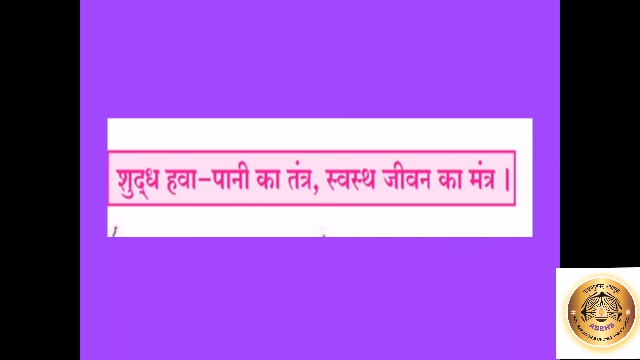 शुद्ध हवा-पानी का तंत्र, स्वस्थ जीवन का मंत्र ।